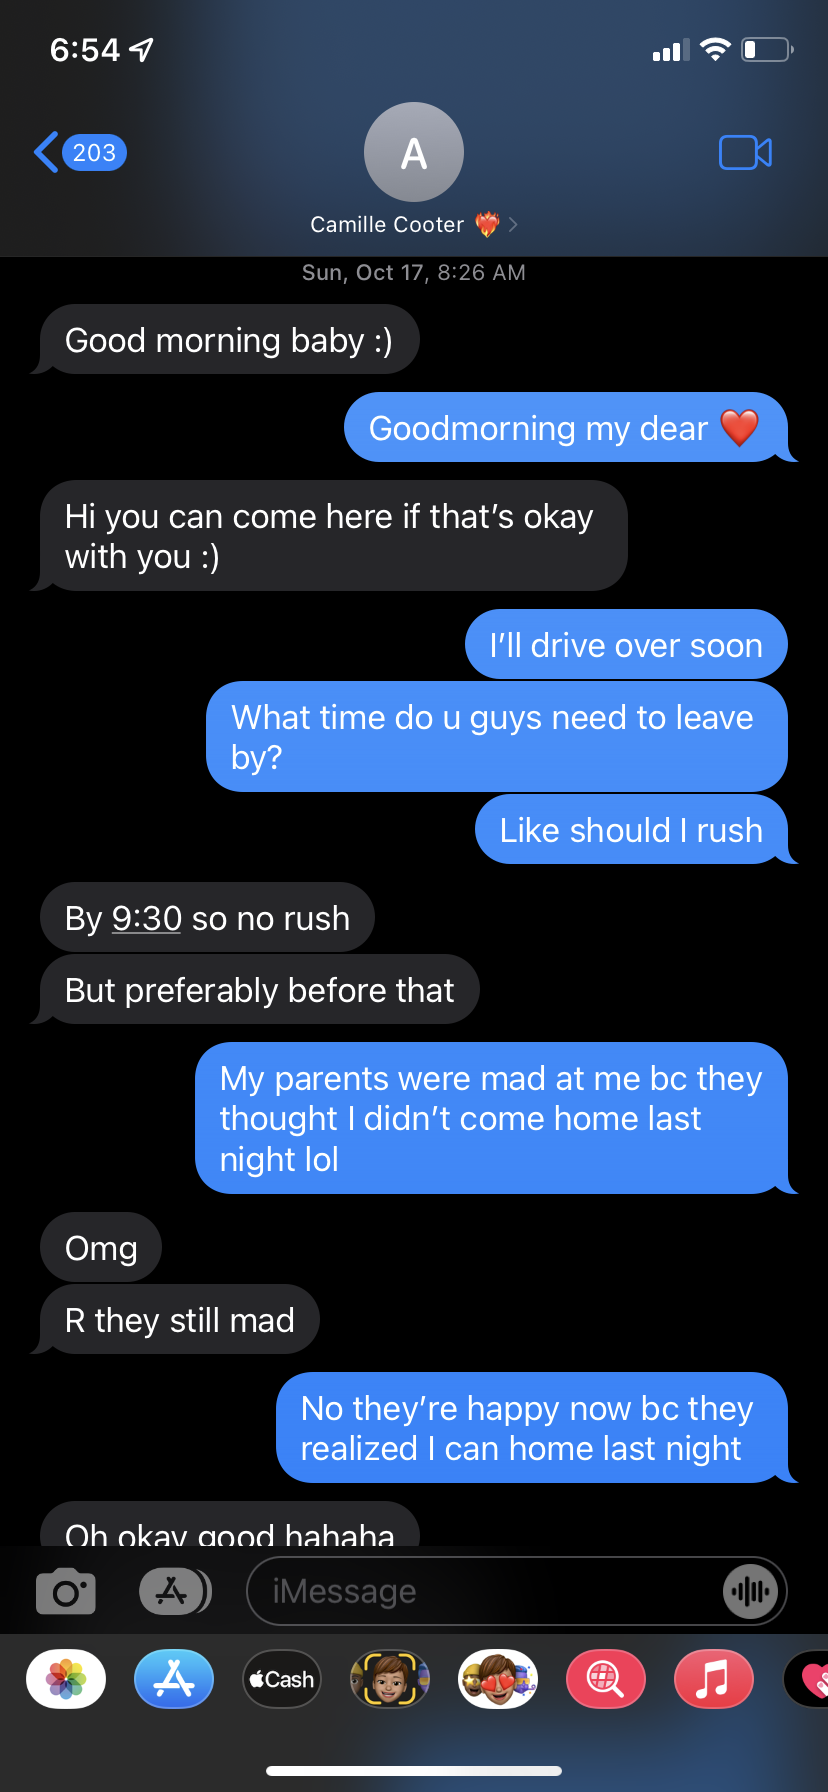 6:54
203
A
Camille Cooter ❤️‍🔥
Sun, Oct 17, 8:26 AM
Good morning baby :)
Goodmorning my dear ❤️
Hi you can come here if that's okay
with you :)
I'll drive over soon
What time do u guys need to leave
by?
Like should I rush
By 9:30 so no rush
But preferably before that
My parents were mad at me bc they
thought I didn't come home last
night lol
Omg
R they still mad
No they're happy now bc they
realized I can home last night
Oh okay good hahaha
iMessage
Cash